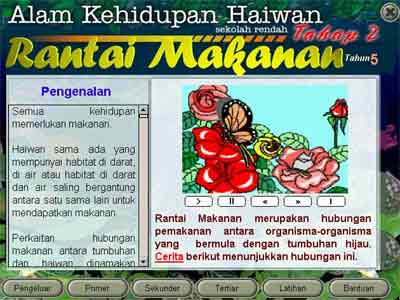 Alam Kehidupan Haiwan
sekolah rendah
Tahap 2
Rantai Makanan
Tahun 5
Pengenalan
Semua kehidupan
memerlukan makanan.
Haiwan sama ada yang
mempunyai habitat di darat,
di air atau habitat di darat
dan air saling bergantung
antara satu sama lain untuk
mendapatkan makanan.
Perkaitan hubungan
makanan antara tumbuhan
dan haiwan dinamakan
> II « » I
Rantai Makanan merupakan hubungan
pemakanan antara organisma-organisma
yang bermula dengan tumbuhan hijau.
Cerita berikut menunjukkan hubungan ini.
Pengeluar Primer Sekunder Tertier Latihan Bantuan